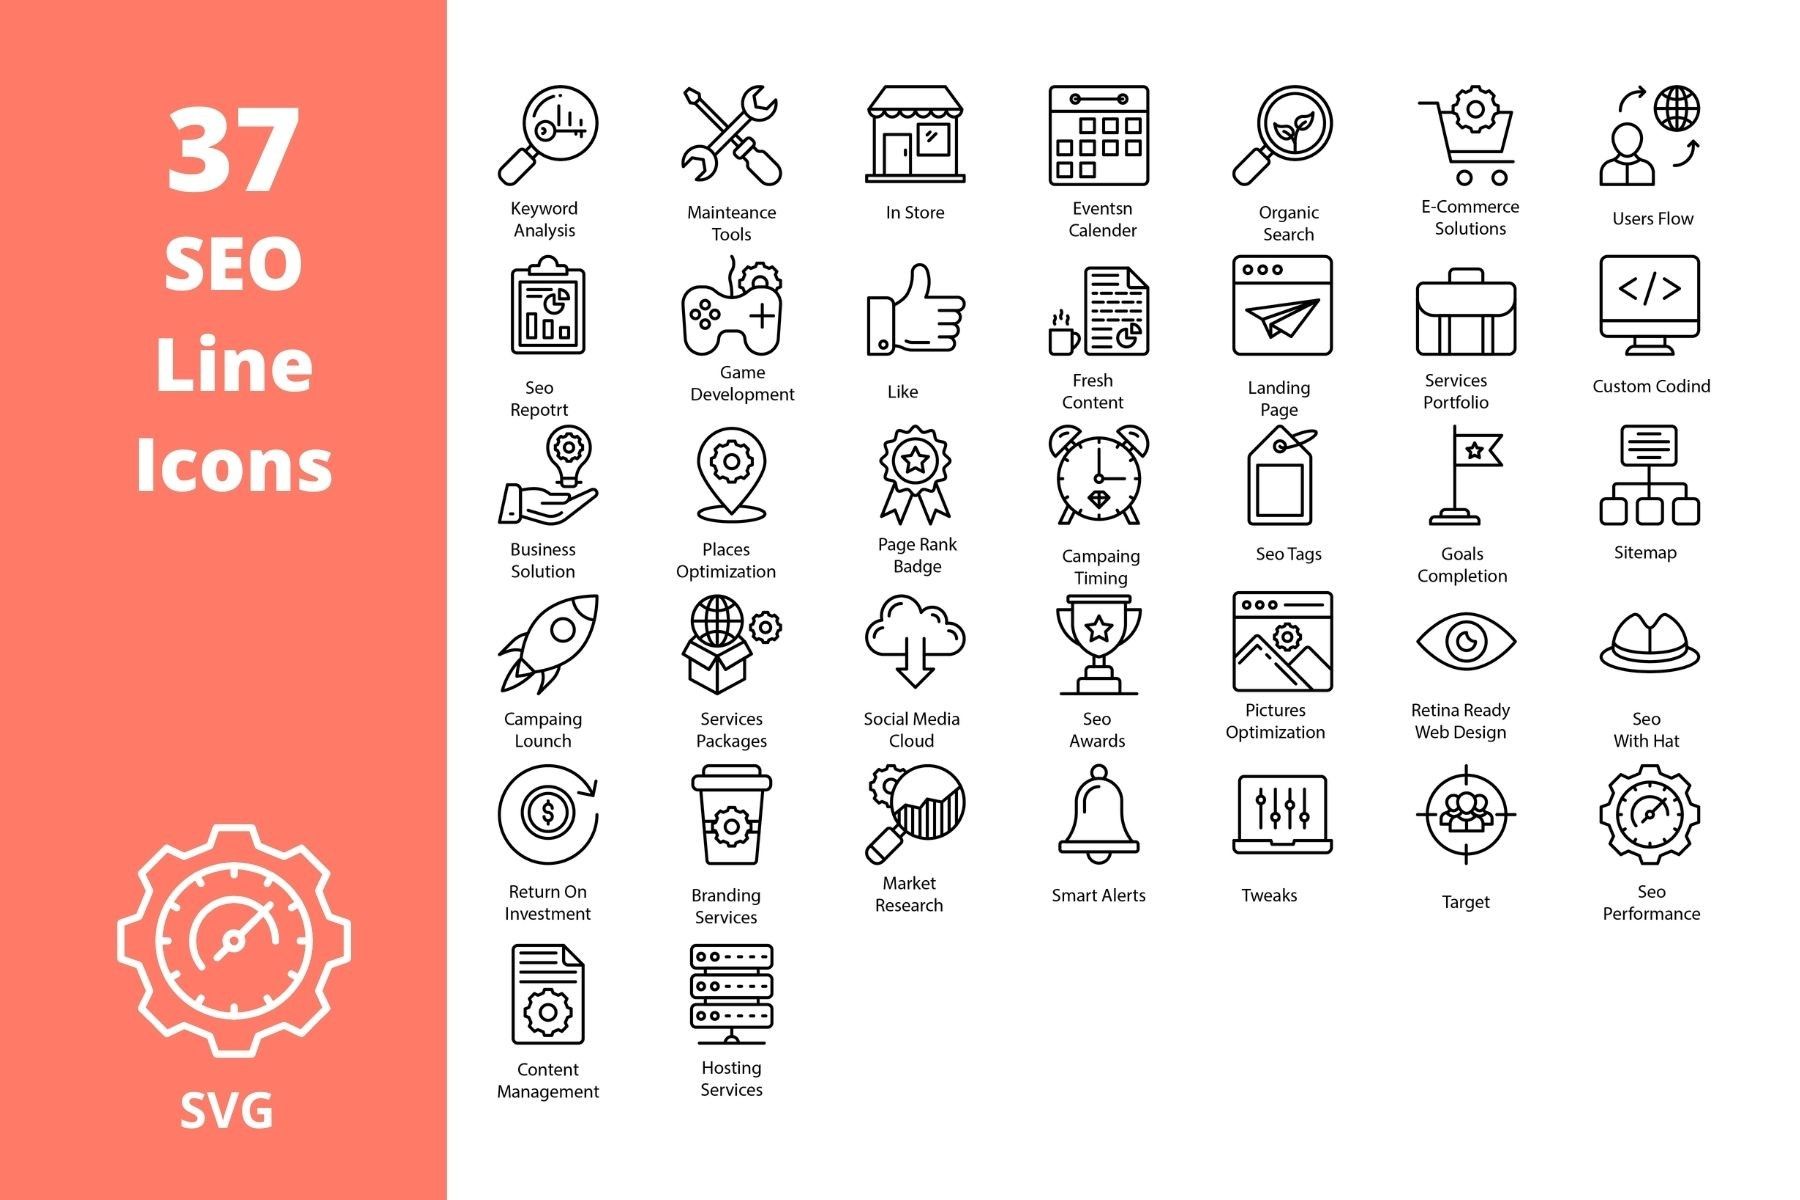 37
SEO
Line
Icons
SVG
Keyword
Analysis
Mainteance
Tools
In Store
Eventsn
Calender
Organic
Search
E-Commerce
Solutions
Users Flow
Seo
Repotrt
Game
Development
Like
Fresh
Content
Landing
Page
Services
Portfolio
</>
Custom Codind
Business
Solution
Places
Optimization
Page Rank
Badge
Campaing
Timing
Seo Tags
Goals
Completion
Sitemap
Campaing
Lounch
Services
Packages
Social Media
Cloud
Seo
Awards
Pictures
Optimization
Retina Ready
Web Design
Seo
With Hat
$
Return On
Investment
Branding
Services
Market
Research
Smart Alerts
Tweaks
Target
Seo
Performance
Content
Management
Hosting
Services